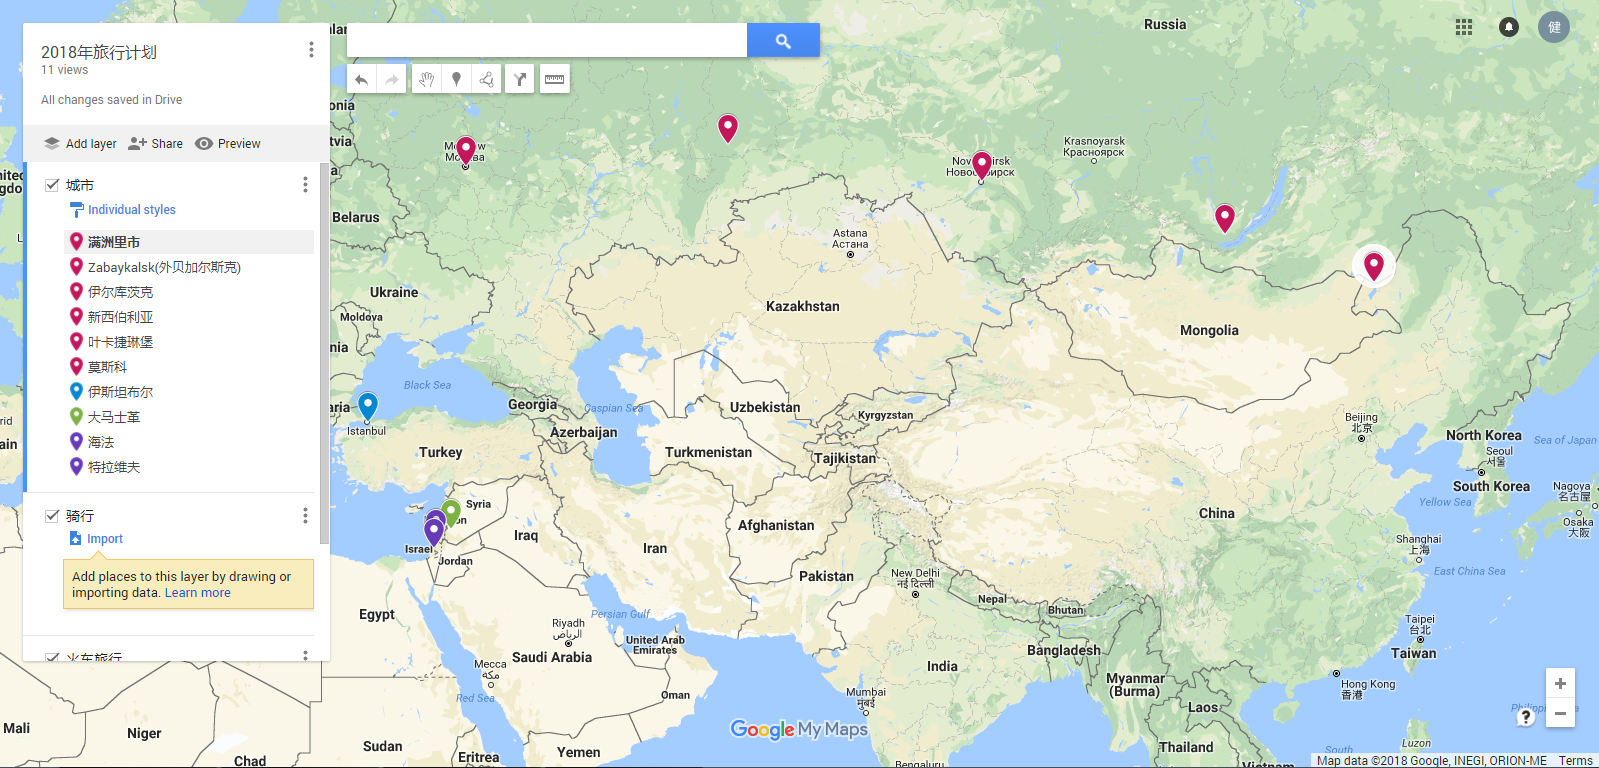 2018年旅行计划
11 views
All changes saved in Drive
Add layer
Share
Preview
城市
Individual styles
满洲里市
Zabaykalsk(外贝加尔斯克)
伊尔库茨克
新西伯利亚
叶卡捷琳堡
莫斯科
伊斯坦布尔
大马士革
海法
特拉维夫
骑行
Import
Add places to this layer by drawing or
importing data. Learn more
火车旅行
健
Russia
Krasnoyarsk
Красноярск
Belarus
Astana
Астана
Ukraine
Moldova
Kazakhstan
Mongolia
Black Sea
Georgia
Caspian Sea
Azerbaijan
Uzbekistan
Kyrgyzstan
Istanbul
Turkey
Turkmenistan
Tajikistan
Beijing
北京
North Korea
Sea of Japan
Seoul
서울
South Korea
Nagoya
名古屋
Osaka
大阪
Yellow Sea
Syria
Iraq
Iran
Afghanistan
China
Israel
Jordan
Shanghai
上海
East China Sea
Pakistan
New Delhi
नई दिल्ली
Nepal
Bhutan
Egypt
Persian Gulf
Riyadh
الرياض
United Arab
Emirates
Saudi Arabia
Mecca
مكة
Red Sea
Oman
India
Bangladesh
Taipei
台北
Taiwan
Myanmar
(Burma)
Hong Kong
香港
Mumbai
मुंबई
Laos
Mali
Niger
Chad
Sudan
Eritrea
Yemen
Bengaluru
Thailand
South
Luzon
Google My Maps
?
Map data ©2018 Google, INEGI, ORION-ME
Terms